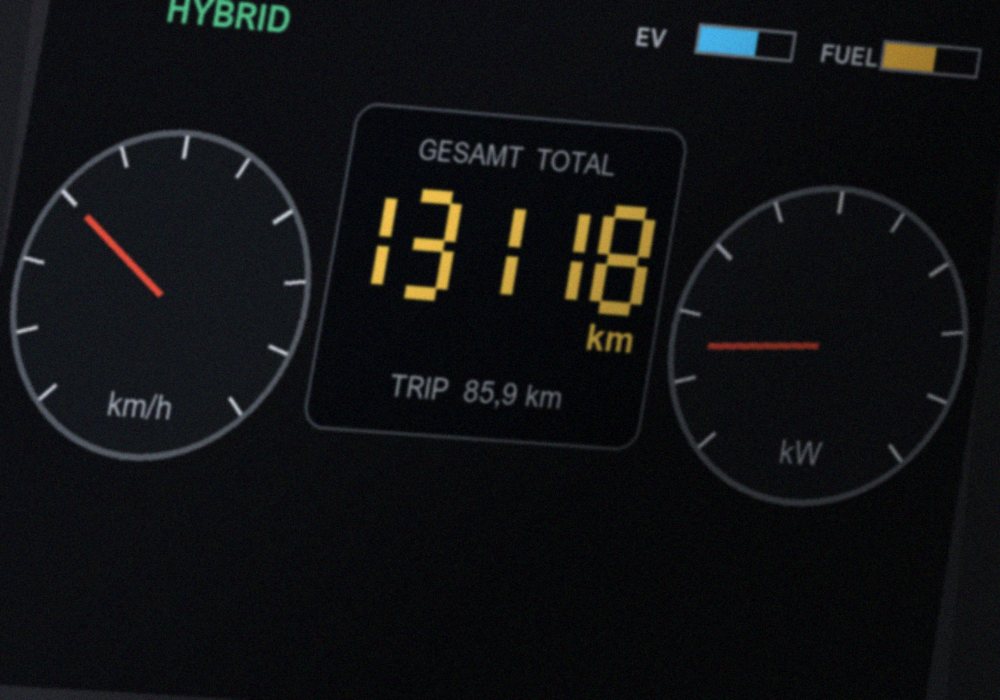 HYBRID
EV FUEL
GESAMT TOTAL
13118
km
TRIP 85,9 km
km/h
kW